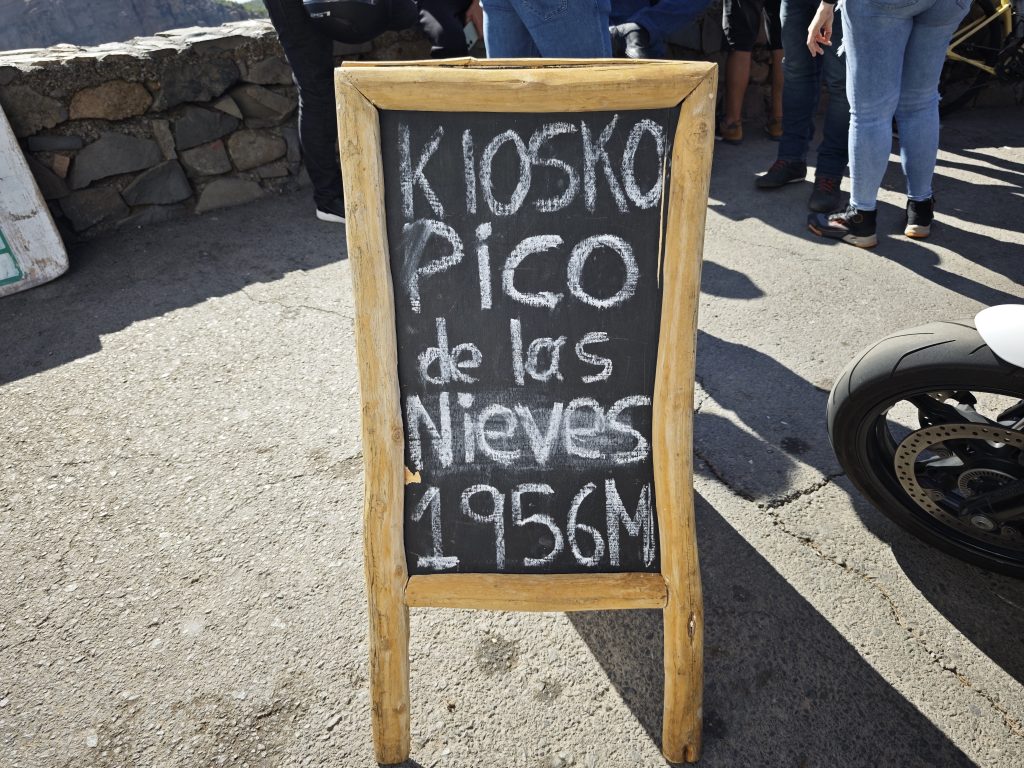 KIOSKO
Pico
de las
Nieves
1956M